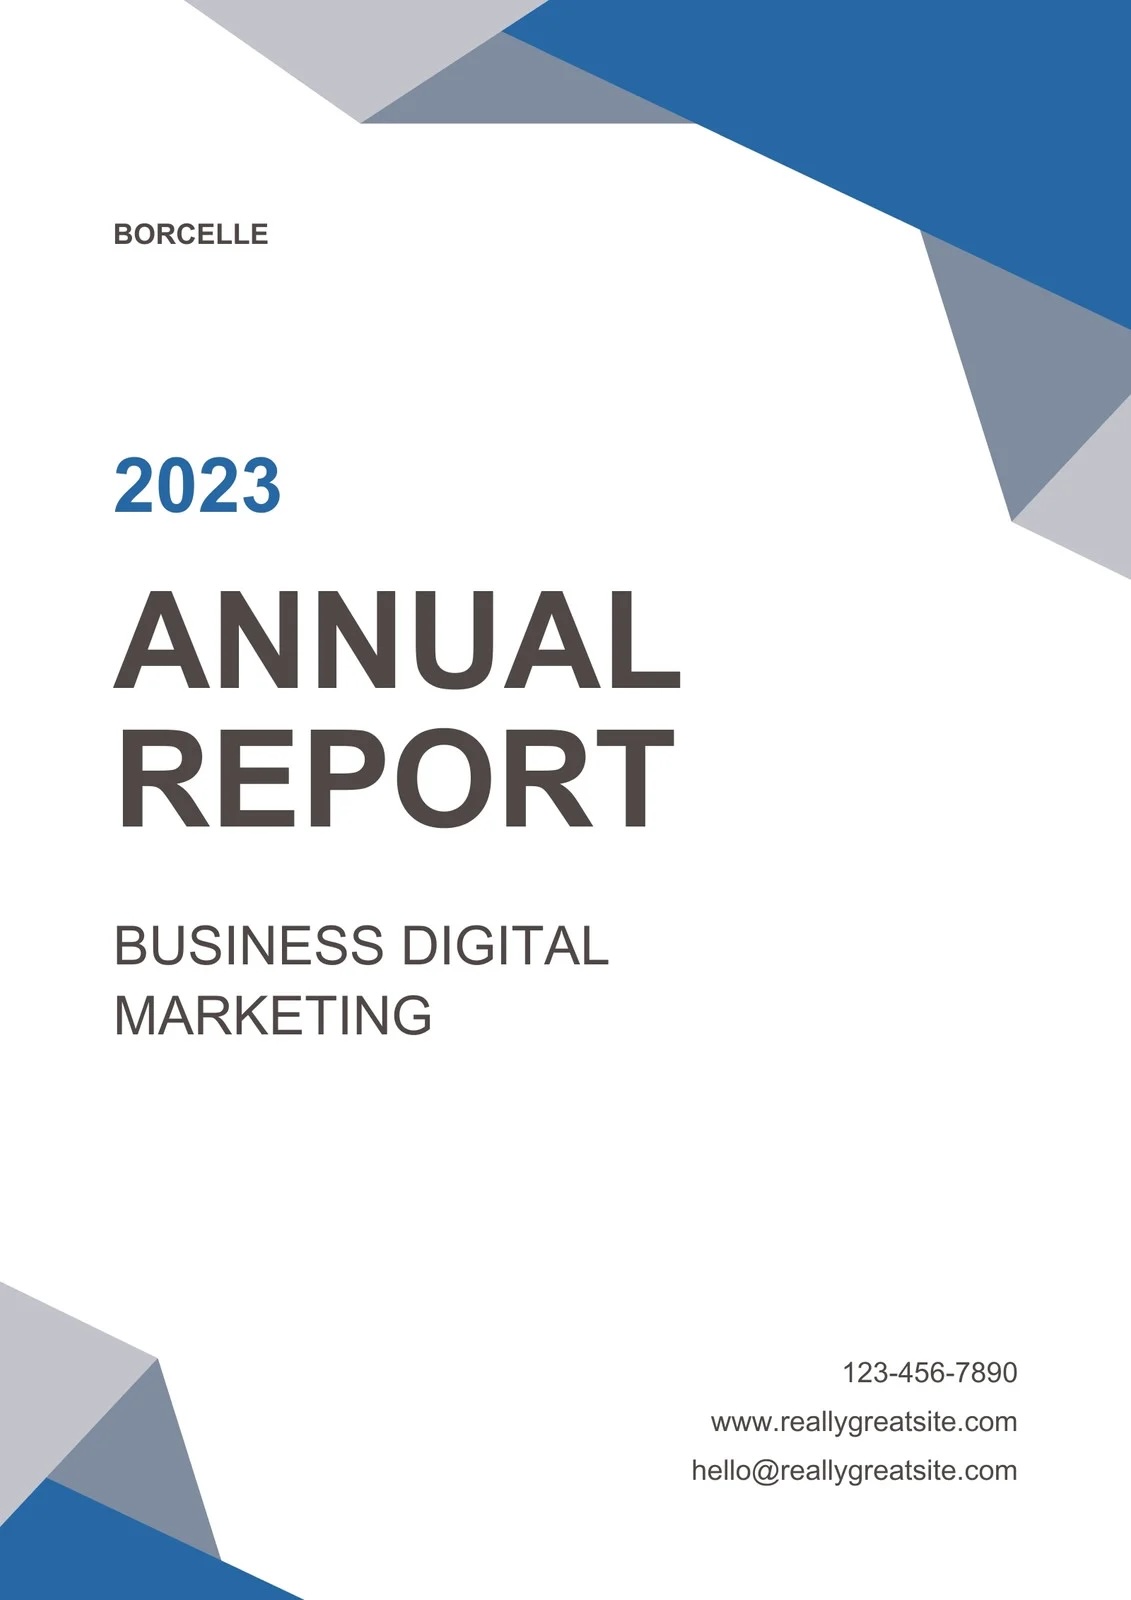 BORCELLE
2023
ANNUAL
REPORT
BUSINESS DIGITAL
MARKETING
123-456-7890
www.reallygreatsite.com
hello@reallygreatsite.com